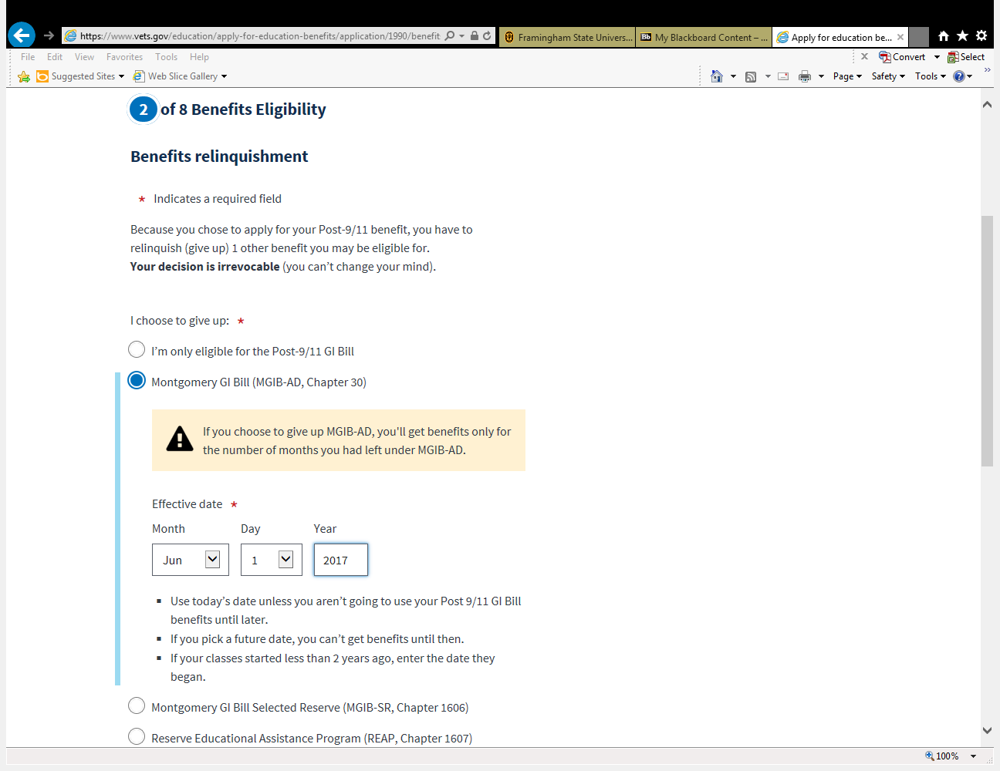 https://www.vets.gov/education/apply-for-education-benefits/application/1990/benefit
Framingham State Univers...
Bb My Blackboard Content – ...
Apply for education be...
File Edit View Favorites Tools Help
Convert Select
Suggested Sites Web Slice Gallery
Page Safety Tools
2 of 8 Benefits Eligibility
Benefits relinquishment
* Indicates a required field
Because you chose to apply for your Post-9/11 benefit, you have to
relinquish (give up) 1 other benefit you may be eligible for.
Your decision is irrevocable (you can’t change your mind).
I choose to give up: *
I’m only eligible for the Post-9/11 GI Bill
Montgomery GI Bill (MGIB-AD, Chapter 30)
If you choose to give up MGIB-AD, you'll get benefits only for
the number of months you had left under MGIB-AD.
Effective date *
Month Day Year
Jun 1 2017
Use today’s date unless you aren’t going to use your Post 9/11 GI Bill
benefits until later.
If you pick a future date, you can’t get benefits until then.
If your classes started less than 2 years ago, enter the date they
began.
Montgomery GI Bill Selected Reserve (MGIB-SR, Chapter 1606)
Reserve Educational Assistance Program (REAP, Chapter 1607)
100%